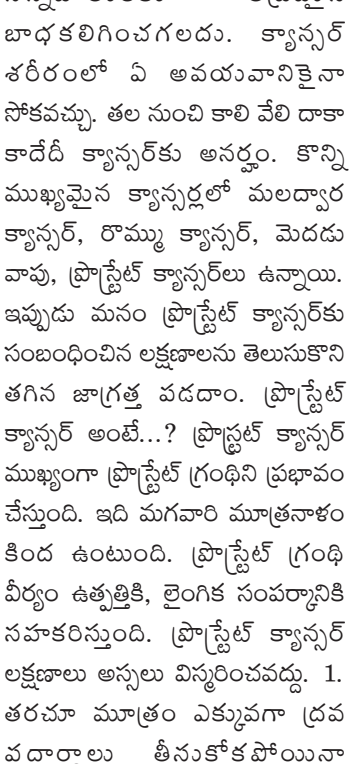 బాధకలిగించగలదు. క్యాన్సర్
శరీరంలో ఏ అవయవానికైనా
సోకవచ్చు. తల నుంచి కాలి వేలి దాకా
కాదేదీ క్యాన్సర్‌కు అనర్హం. కొన్ని
ముఖ్యమైన క్యాన్సర్లలో మలద్వార
క్యాన్సర్, రొమ్ము క్యాన్సర్, మెదడు
వాపు, ప్రొస్టేట్ క్యాన్సర్‌లు ఉన్నాయి.
ఇప్పుడు మనం ప్రొస్టేట్ క్యాన్సర్‌కు
సంబంధించిన లక్షణాలను తెలుసుకొని
తగిన జాగ్రత్త పడదాం. ప్రొస్టేట్
క్యాన్సర్ అంటే...? ప్రొస్టట్ క్యాన్సర్
ముఖ్యంగా ప్రొస్టేట్ గ్రంథిని ప్రభావం
చేస్తుంది. ఇది మగవారి మూత్రనాళం
కింద ఉంటుంది. ప్రొస్టేట్ గ్రంథి
వీర్యం ఉత్పత్తికి, లైంగిక సంపర్కానికి
సహకరిస్తుంది. ప్రొస్టేట్ క్యాన్సర్
లక్షణాలు అస్సలు విస్మరించవద్దు. 1.
తరచూ మూత్రం ఎక్కువగా ద్రవ
పదార్థాలు తీసుకోకపోయినా